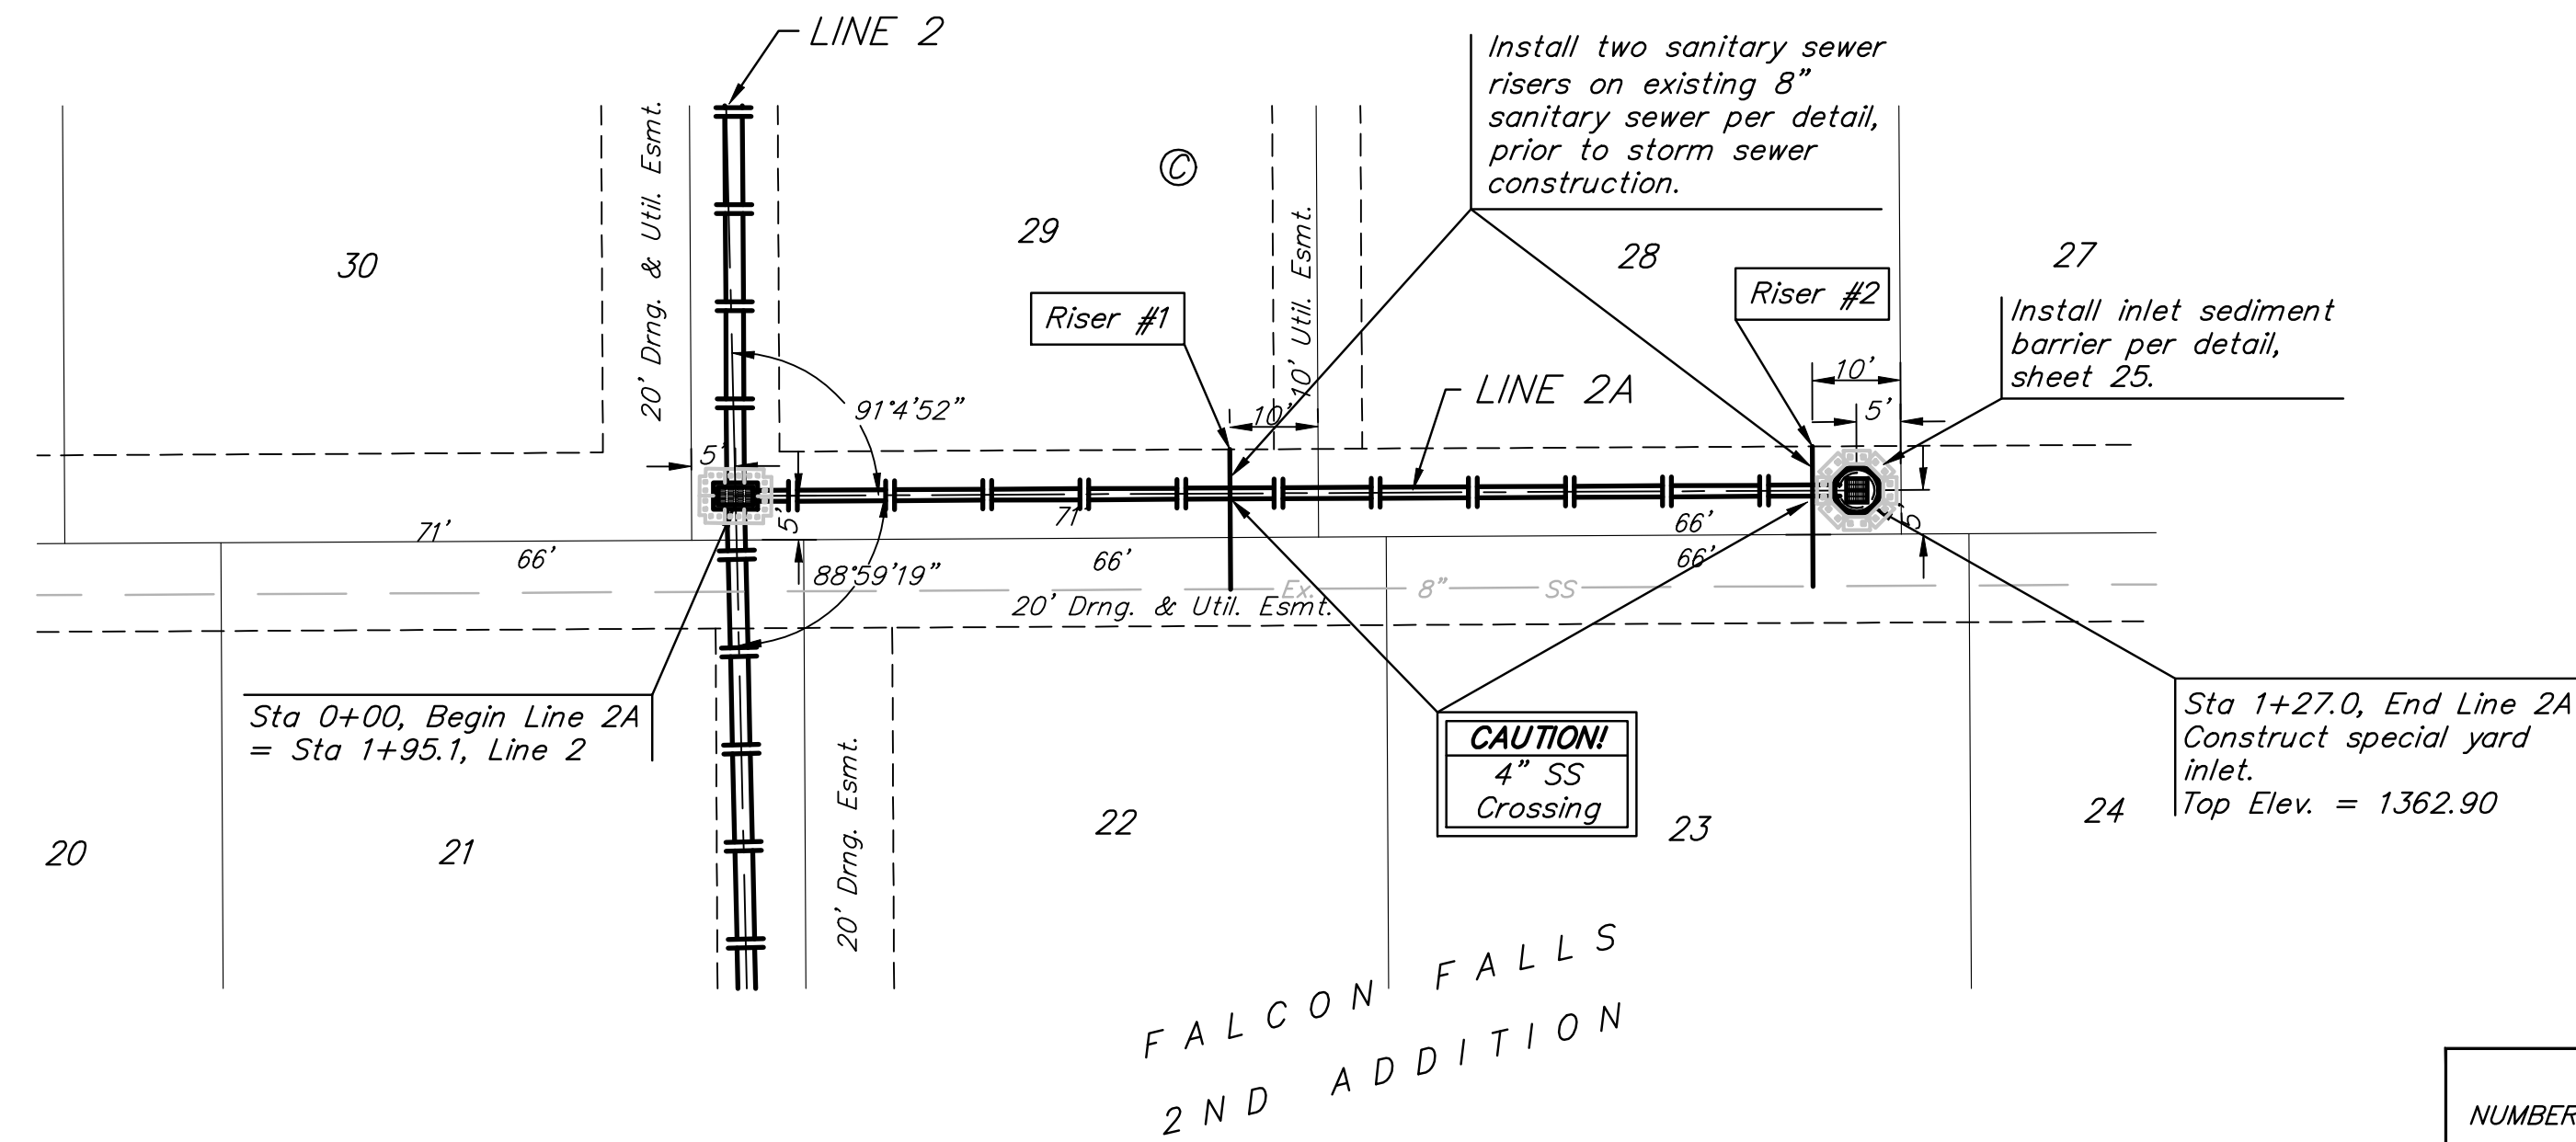 LINE 2
Install two sanitary sewer
risers on existing 8”
sanitary sewer per detail,
prior to storm sewer
construction.
20’ Drng. & Util. Esmt.
C
30
29
28
27
10’ Util. Esmt.
Riser #1
Riser #2
Install inlet sediment
barrier per detail,
sheet 25.
10’
5’
LINE 2A
91°4’52”
10’
5’
5’
5’
71’
71’
66’
66’
66’
66’
88°59’19”
Ex. 8” SS
20’ Drng. & Util. Esmt.
Sta 0+00, Begin Line 2A
= Sta 1+95.1, Line 2
20’ Drng. Esmt.
CAUTION!
4” SS
Crossing
Sta 1+27.0, End Line 2A
Construct special yard
inlet.
Top Elev. = 1362.90
20
21
22
23
24
FALCON FALLS
2ND ADDITION
NUMBER